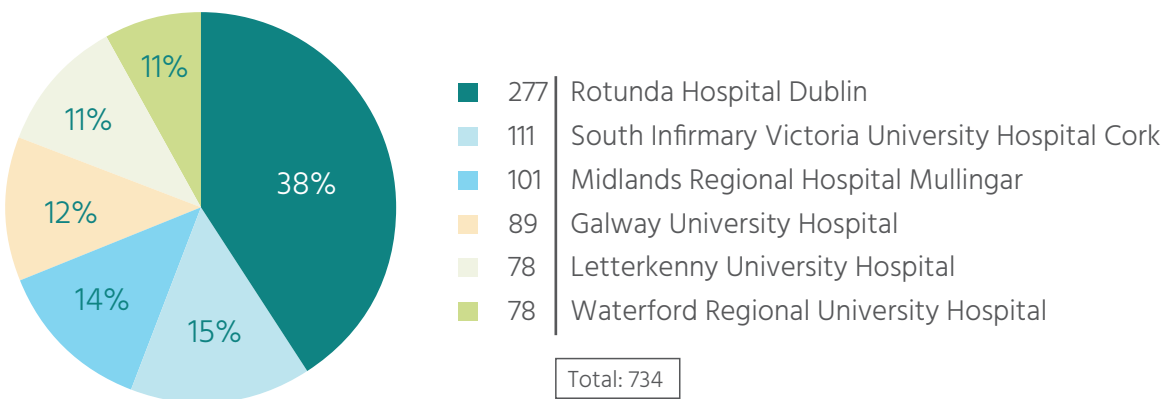 11%
11%
38%
12%
14%
15%
277 Rotunda Hospital Dublin
111 South Infirmary Victoria University Hospital Cork
101 Midlands Regional Hospital Mullingar
89 Galway University Hospital
78 Letterkenny University Hospital
78 Waterford Regional University Hospital
Total: 734